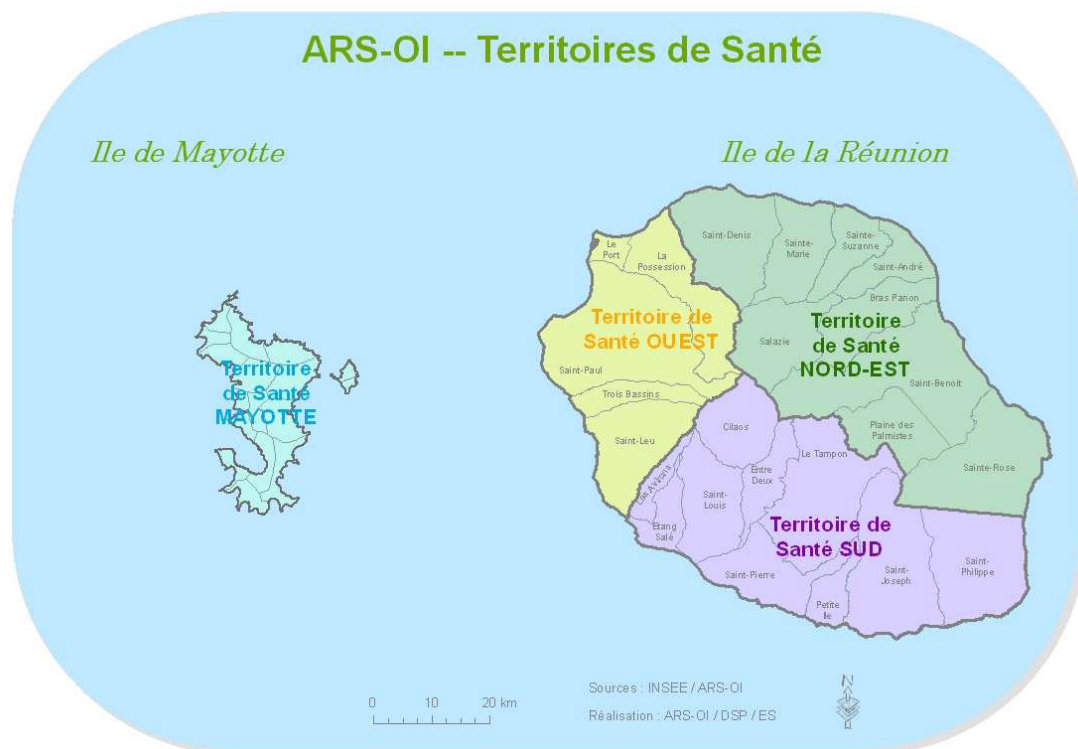 ARS-OI -- Territoires de Santé
Ile de Mayotte
Ile de la Réunion
Territoire
de Santé
MAYOTTE
Le
Port
La
Possession
Territoire de
Santé OUEST
Saint-Paul
Trois Bassins
Saint-Leu
Saint-Denis
Sainte-
Marie
Sainte-
Suzanne
Saint-André
Bras Panon
Salazie
Territoire
de Santé
NORD-EST
Saint-Benoit
Plaine des
Palmistes
Sainte-Rose
Cilaos
Le Tampon
Entre
Deux
Les Avirons
Saint-
Louis
Etang
Salé
Territoire de
Santé SUD
Saint-Pierre
Petite
Ile
Saint-
Joseph
Saint-
Philippe
0 10 20 km
Sources : INSEE / ARS-OI
Réalisation : ARS-OI / DSP / ES
N